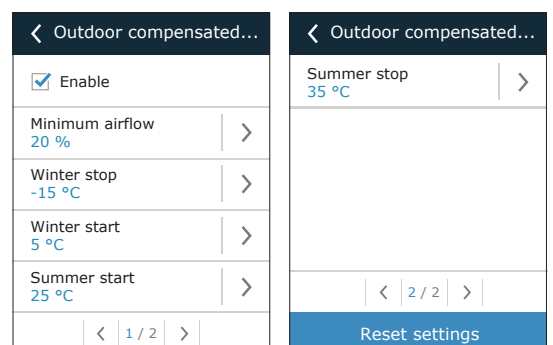 Outdoor compensated...
Enable
Minimum airflow
20 %
Winter stop
-15 °C
Winter start
5 °C
Summer start
25 °C
1 / 2
Outdoor compensated...
Summer stop
35 °C
2 / 2
Reset settings